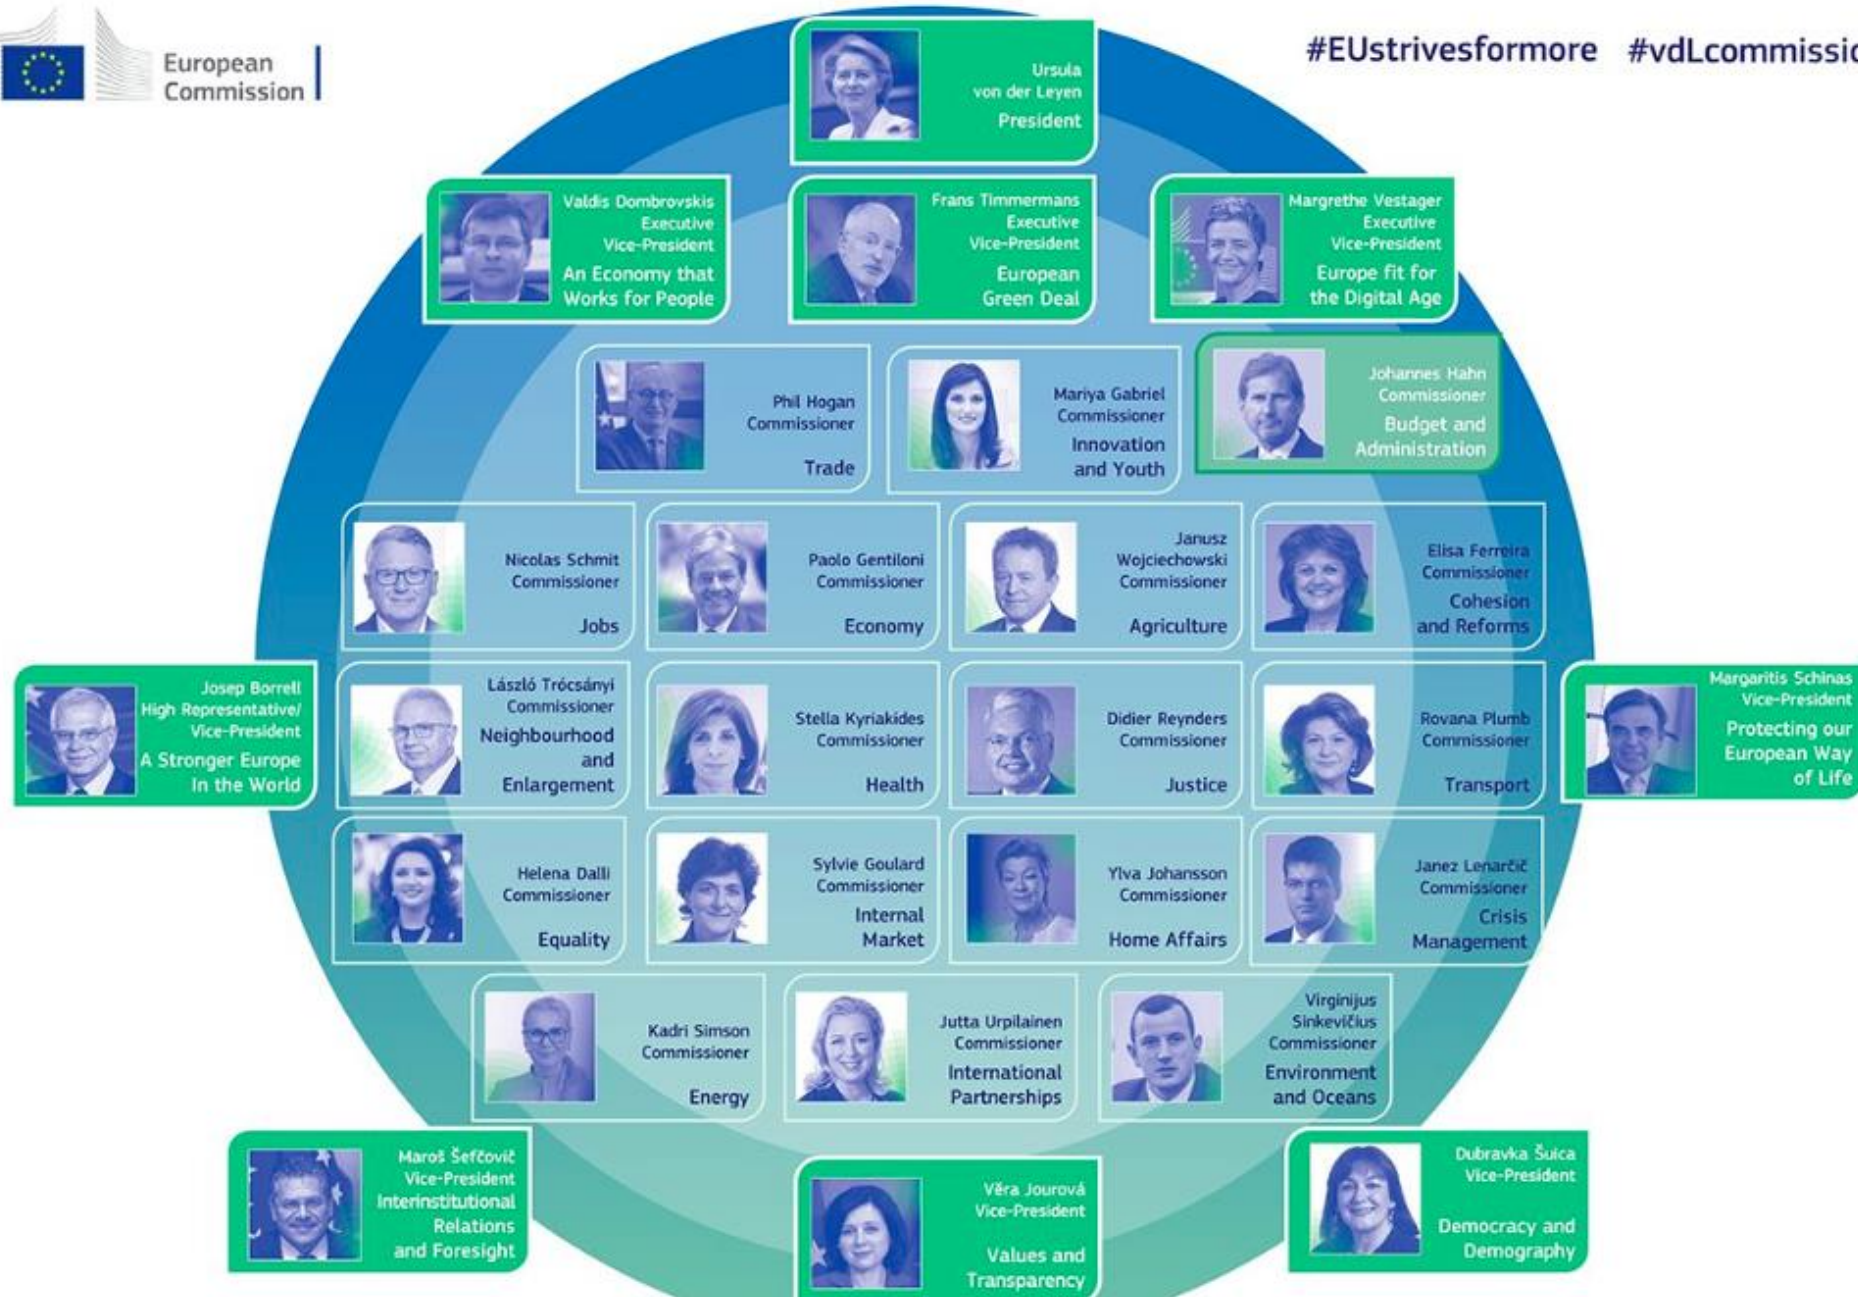 European
Commission
#EUstrivesformore #vdLcommissio
Ursula
von der Leyen
President
Valdis Dombrovskis
Executive
Vice-President
An Economy that
Works for People
Frans Timmermans
Executive
Vice-President
European
Green Deal
Margrethe Vestager
Executive
Vice-President
Europe fit for
the Digital Age
Phil Hogan
Commissioner
Trade
Mariya Gabriel
Commissioner
Innovation
and Youth
Johannes Hahn
Commissioner
Budget and
Administration
Nicolas Schmit
Commissioner
Jobs
Paolo Gentiloni
Commissioner
Economy
Janusz
Wojciechowski
Commissioner
Agriculture
Elisa Ferreira
Commissioner
Cohesion
and Reforms
Josep Borrell
High Representative/
Vice-President
A Stronger Europe
In the World
László Trócsányi
Commissioner
Neighbourhood
and
Enlargement
Stella Kyriakides
Commissioner
Health
Didier Reynders
Commissioner
Justice
Rovana Plumb
Commissioner
Transport
Margaritis Schinas
Vice-President
Protecting our
European Way
of Life
Helena Dalli
Commissioner
Equality
Sylvie Goulard
Commissioner
Internal
Market
Ylva Johansson
Commissioner
Home Affairs
Janez Lenarčič
Commissioner
Crisis
Management
Kadri Simson
Commissioner
Energy
Jutta Urpilainen
Commissioner
International
Partnerships
Virginijus
Sinkevičius
Commissioner
Environment
and Oceans
Maroš Šefčovič
Vice-President
Interinstitutional
Relations
and Foresight
Věra Jourová
Vice-President
Values and
Transparency
Dubravka Šuica
Vice-President
Democracy and
Demography